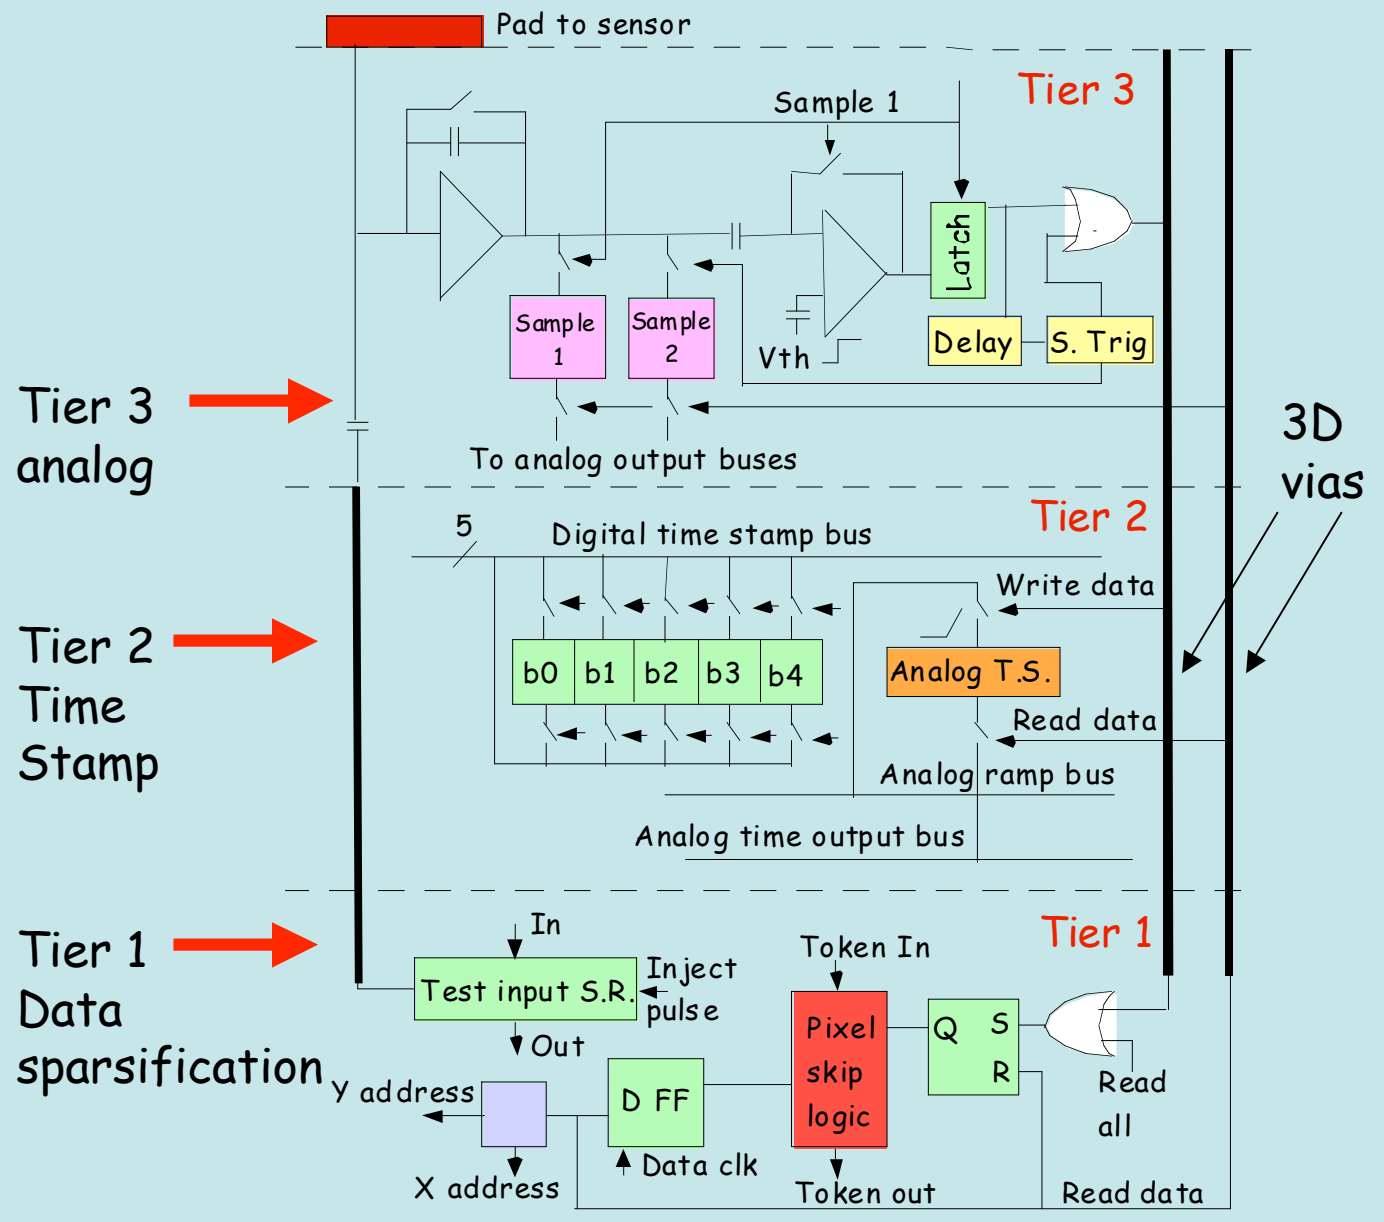 Pad to sensor
Tier 3
Sample 1
Latch
Sample
1
Sample
2
Vth
Delay
S. Trig
Tier 3
analog
To analog output buses
3D
vias
Tier 2
5
Digital time stamp bus
Write data
b0 b1 b2 b3 b4
Analog T.S.
Tier 2
Time
Stamp
Read data
Analog ramp bus
Analog time output bus
Tier 1
In
Token In
Tier 1
Data
sparsification
Test input S.R.
Inject
pulse
Out
Pixel
skip
logic
Q S
R
Read
all
Y address
D FF
Data clk
X address
Token out
Read data